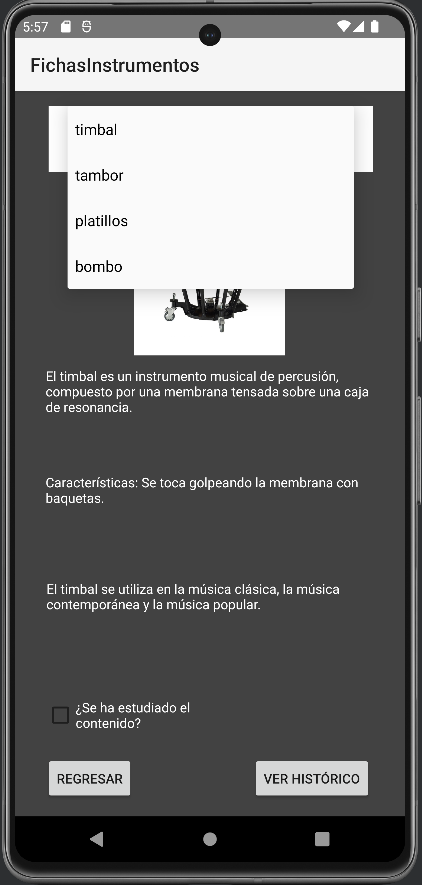 5:57
FichasInstrumentos
timbal
tambor
platillos
bombo
El timbal es un instrumento musical de percusión,
compuesto por una membrana tensada sobre una caja
de resonancia.
Características: Se toca golpeando la membrana con
baquetas.
El timbal se utiliza en la música clásica, la música
contemporánea y la música popular.
¿Se ha estudiado el
contenido?
REGRESAR
VER HISTÓRICO